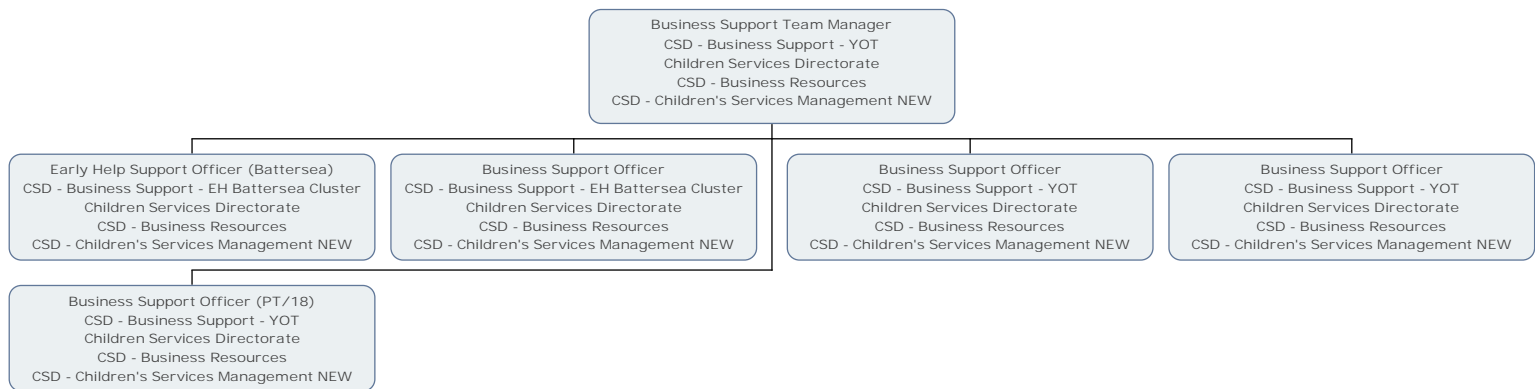 Business Support Team Manager
CSD - Business Support - YOT
Children Services Directorate
CSD - Business Resources
CSD - Children's Services Management NEW
Early Help Support Officer (Battersea)
CSD - Business Support - EH Battersea Cluster
Children Services Directorate
CSD - Business Resources
CSD - Children's Services Management NEW
Business Support Officer
CSD - Business Support - EH Battersea Cluster
Children Services Directorate
CSD - Business Resources
CSD - Children's Services Management NEW
Business Support Officer
CSD - Business Support - YOT
Children Services Directorate
CSD - Business Resources
CSD - Children's Services Management NEW
Business Support Officer
CSD - Business Support - YOT
Children Services Directorate
CSD - Business Resources
CSD - Children's Services Management NEW
Business Support Officer (PT/18)
CSD - Business Support - YOT
Children Services Directorate
CSD - Business Resources
CSD - Children's Services Management NEW